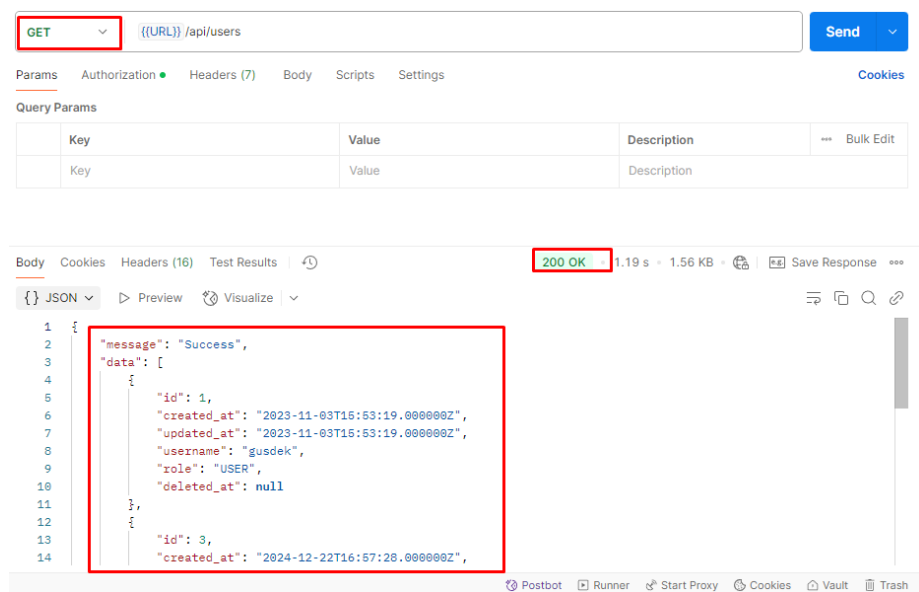 GET {{URL}} /api/users Send
Params Authorization Headers (7) Body Scripts Settings Cookies
Query Params
Key Value Description Bulk Edit
Key Value Description
Body Cookies Headers (16) Test Results 200 OK 1.19 s 1.56 KB e.g. Save Response
{} JSON Preview Visualize
1 {
2 "message": "Success",
3 "data": [
4 {
5 "id": 1,
6 "created_at": "2023-11-03T15:53:19.000000Z",
7 "updated_at": "2023-11-03T15:53:19.000000Z",
8 "username": "gusdek",
9 "role": "USER",
10 "deleted_at": null
11 },
12 {
13 "id": 3,
14 "created_at": "2024-12-22T16:57:28.000000Z",
Postbot Runner Start Proxy Cookies Vault Trash